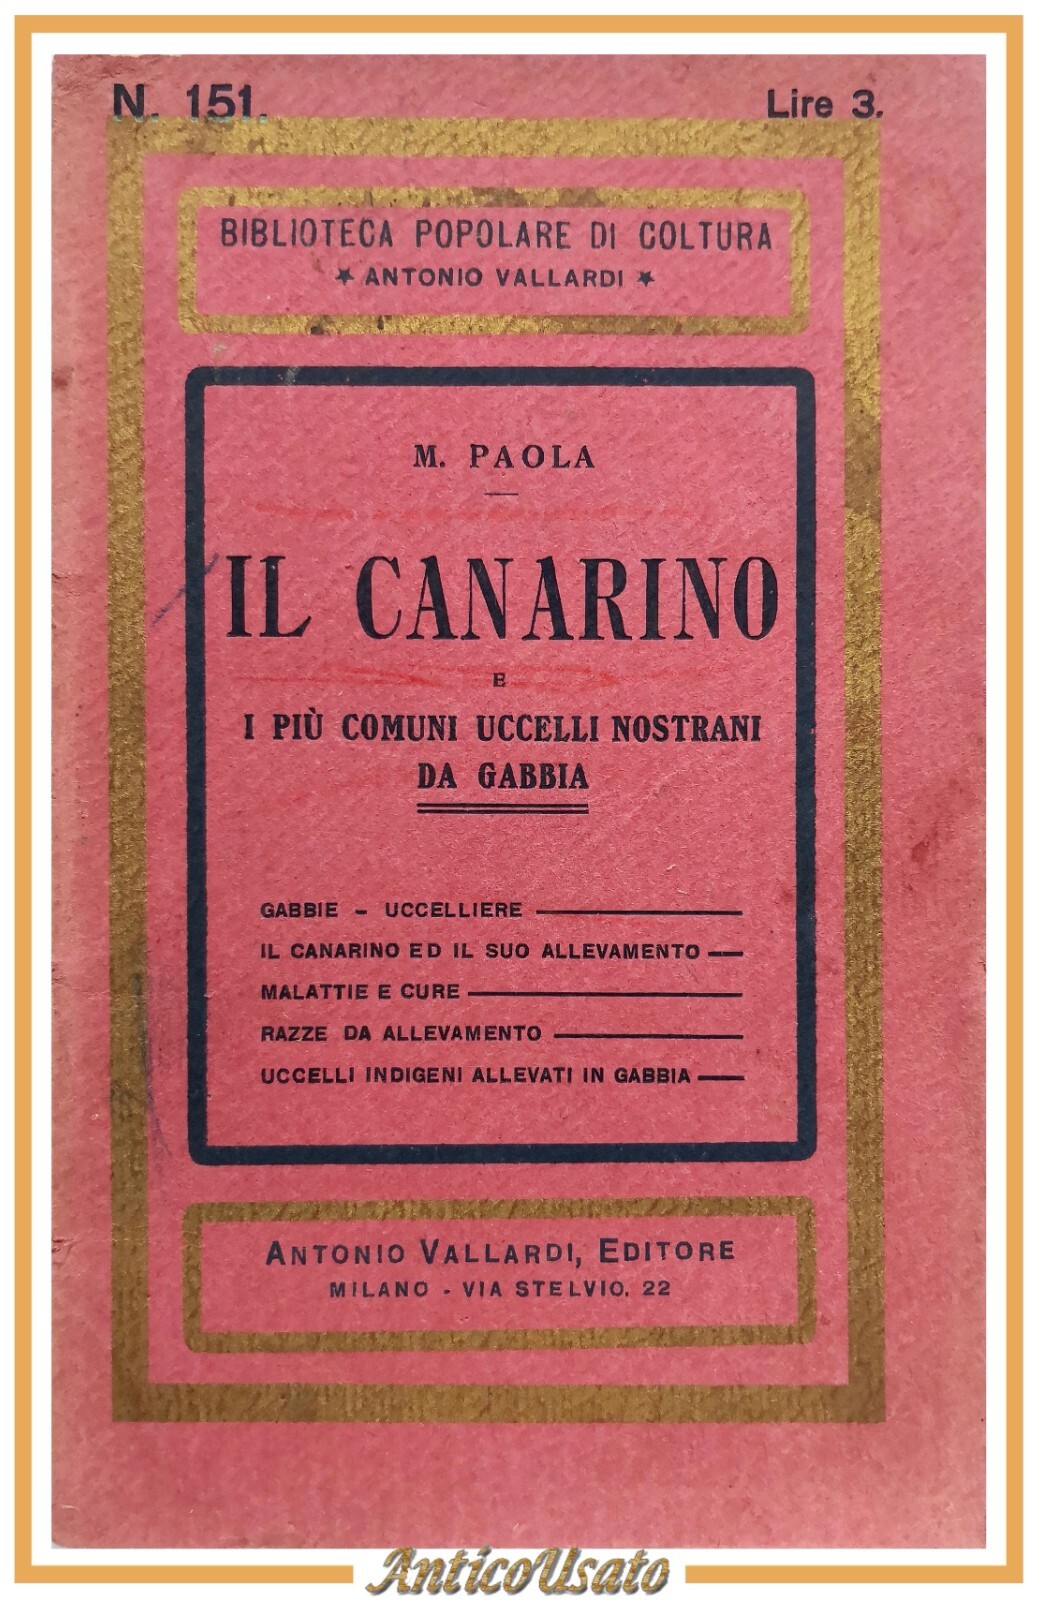 N. 151.
Lire 3.
BIBLIOTECA POPOLARE DI COLTURA
★ ANTONIO VALLARDI ★
M. PAOLA
IL CANARINO
E
I PIÙ COMUNI UCCELLI NOSTRANI
DA GABBIA
GABBIE - UCCELLIERE
IL CANARINO ED IL SUO ALLEVAMENTO
MALATTIE E CURE
RAZZE DA ALLEVAMENTO
UCCELLI INDIGENI ALLEVATI IN GABBIA
ANTONIO VALLARDI, EDITORE
MILANO - VIA STELVIO, 22
AnticoUsato